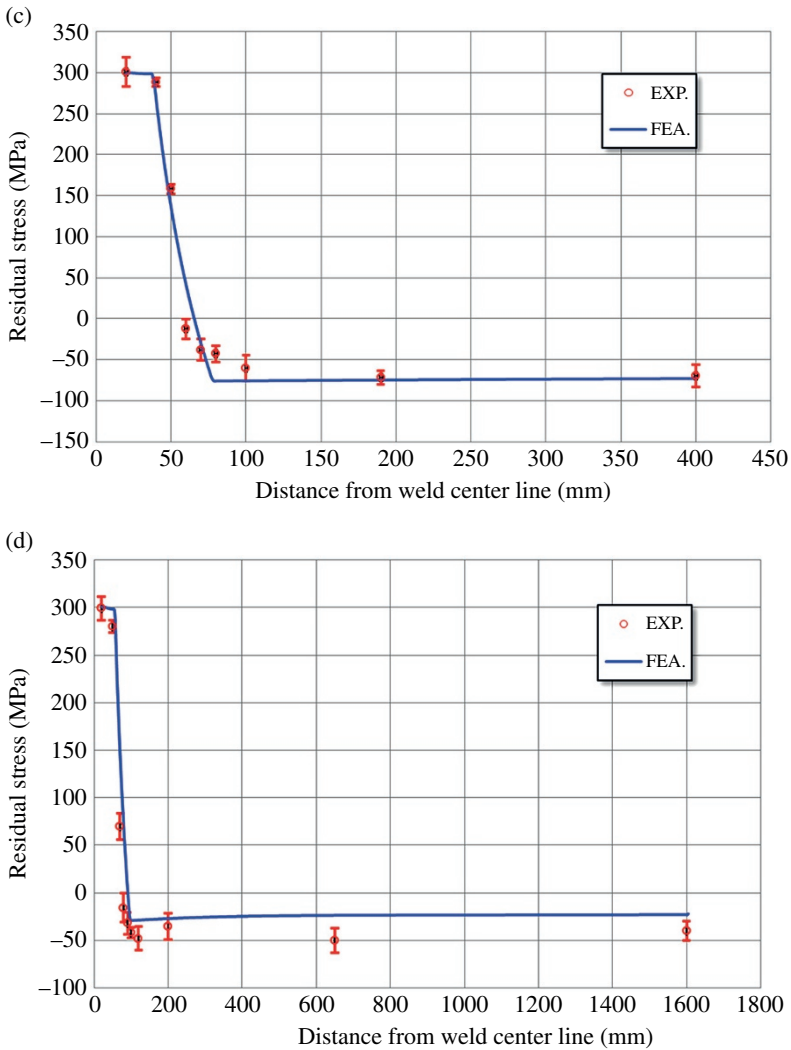 (c)
350
300
250
200
150
100
50
0
–50
–100
–150
Residual stress (MPa)
EXP.
FEA.
0 50 100 150 200 250 300 350 400 450
Distance from weld center line (mm)
(d)
350
300
250
200
150
100
50
0
–50
–100
Residual stress (MPa)
EXP.
FEA.
0 200 400 600 800 1000 1200 1400 1600 1800
Distance from weld center line (mm)